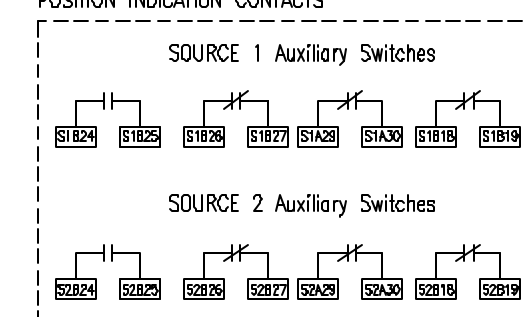 POSITION INDICATION CONTACTS
SOURCE 1 Auxiliary Switches
S1B24 S1B25 S1B26 S1B27 S1A29 S1A30 S1B18 S1B19
SOURCE 2 Auxiliary Switches
S2B24 S2B25 S2B26 S2B27 S2A29 S2A30 S2B18 S2B19